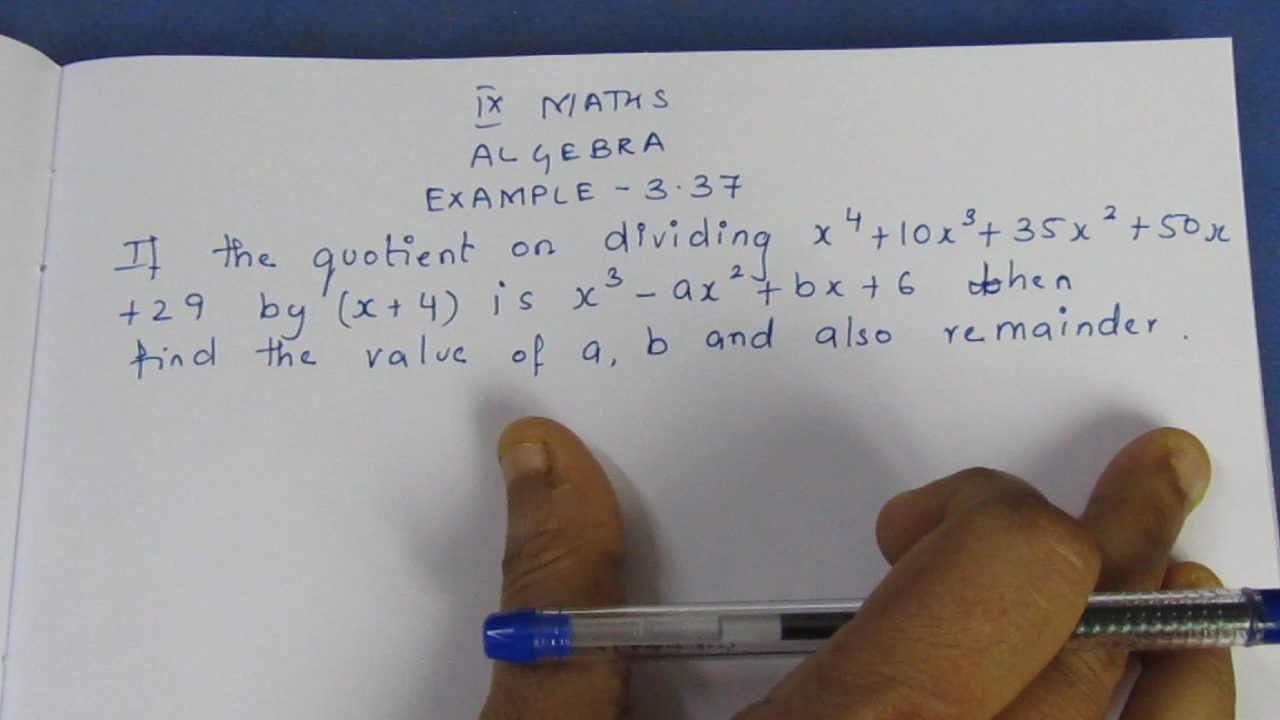 IX MATHS
ALGEBRA
EXAMPLE - 3.37
If the quotient on dividing x⁴+10x³+35x²+50x
+29 by (x+4) is x³-ax²+bx+6 then
find the value of a, b and also remainder.